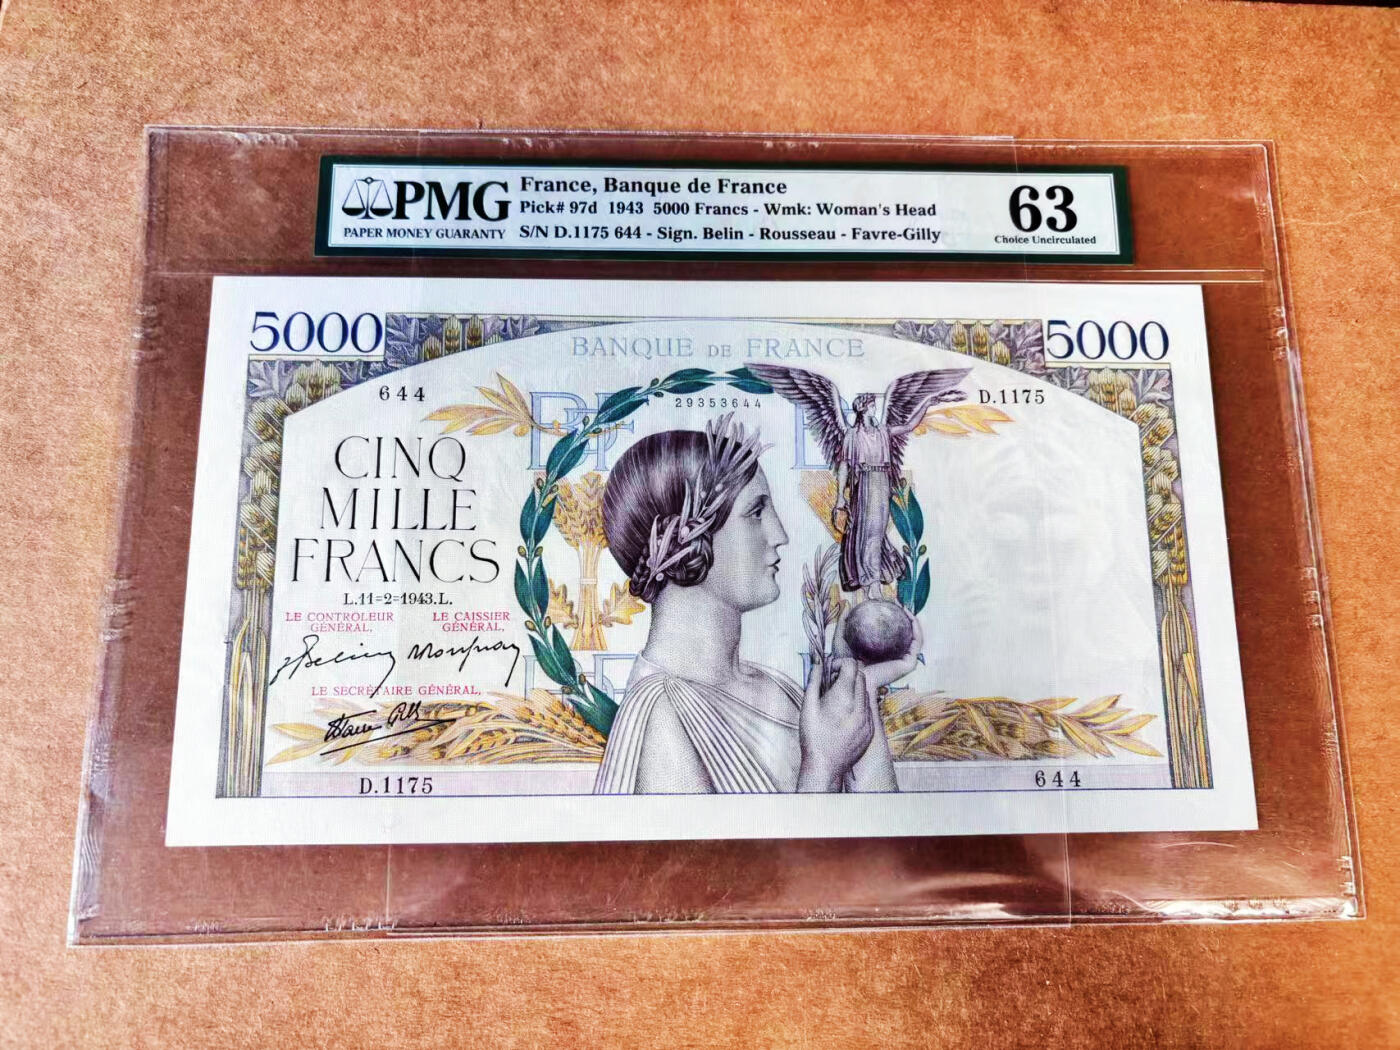 PMG
PAPER MONEY GUARANTY
France, Banque de France
Pick# 97d 1943 5000 Francs - Wmk: Woman's Head
S/N D.1175 644 - Sign. Belin - Rousseau - Favre-Gilly
63
Choice Uncirculated
5000
5000
BANQUE DE FRANCE
644
29353644
D.1175
CINQ
MILLE
FRANCS
L.11=2=1943.L.
LE CONTROLEUR
GÉNÉRAL,
LE CAISSIER
GÉNÉRAL,
LE SECRÉTAIRE GÉNÉRAL,
D.1175
644